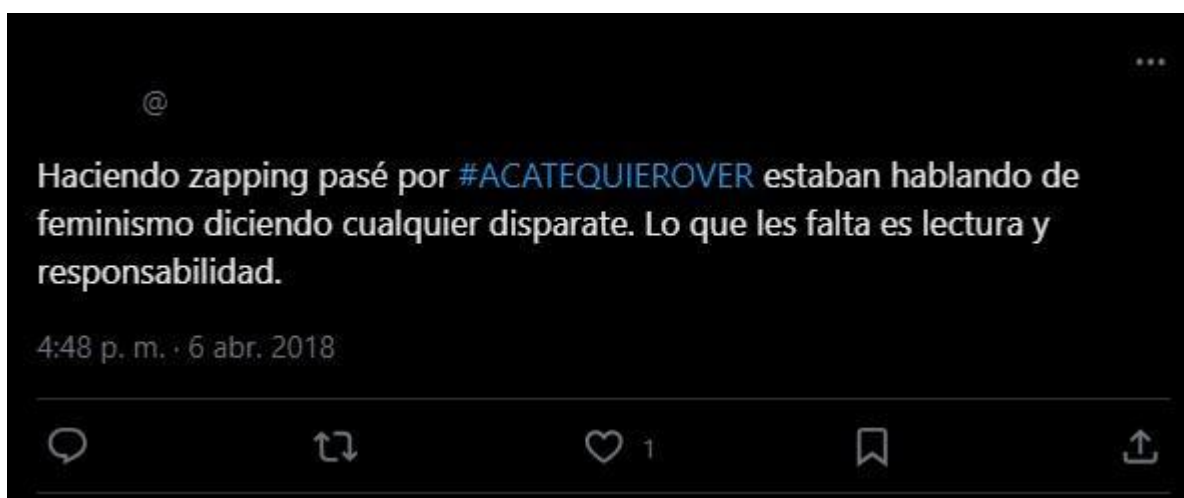 @
Haciendo zapping pasé por #ACATEQUIEROVER estaban hablando de
feminismo diciendo cualquier disparate. Lo que les falta es lectura y
responsabilidad.
4:48 p. m. · 6 abr. 2018
1